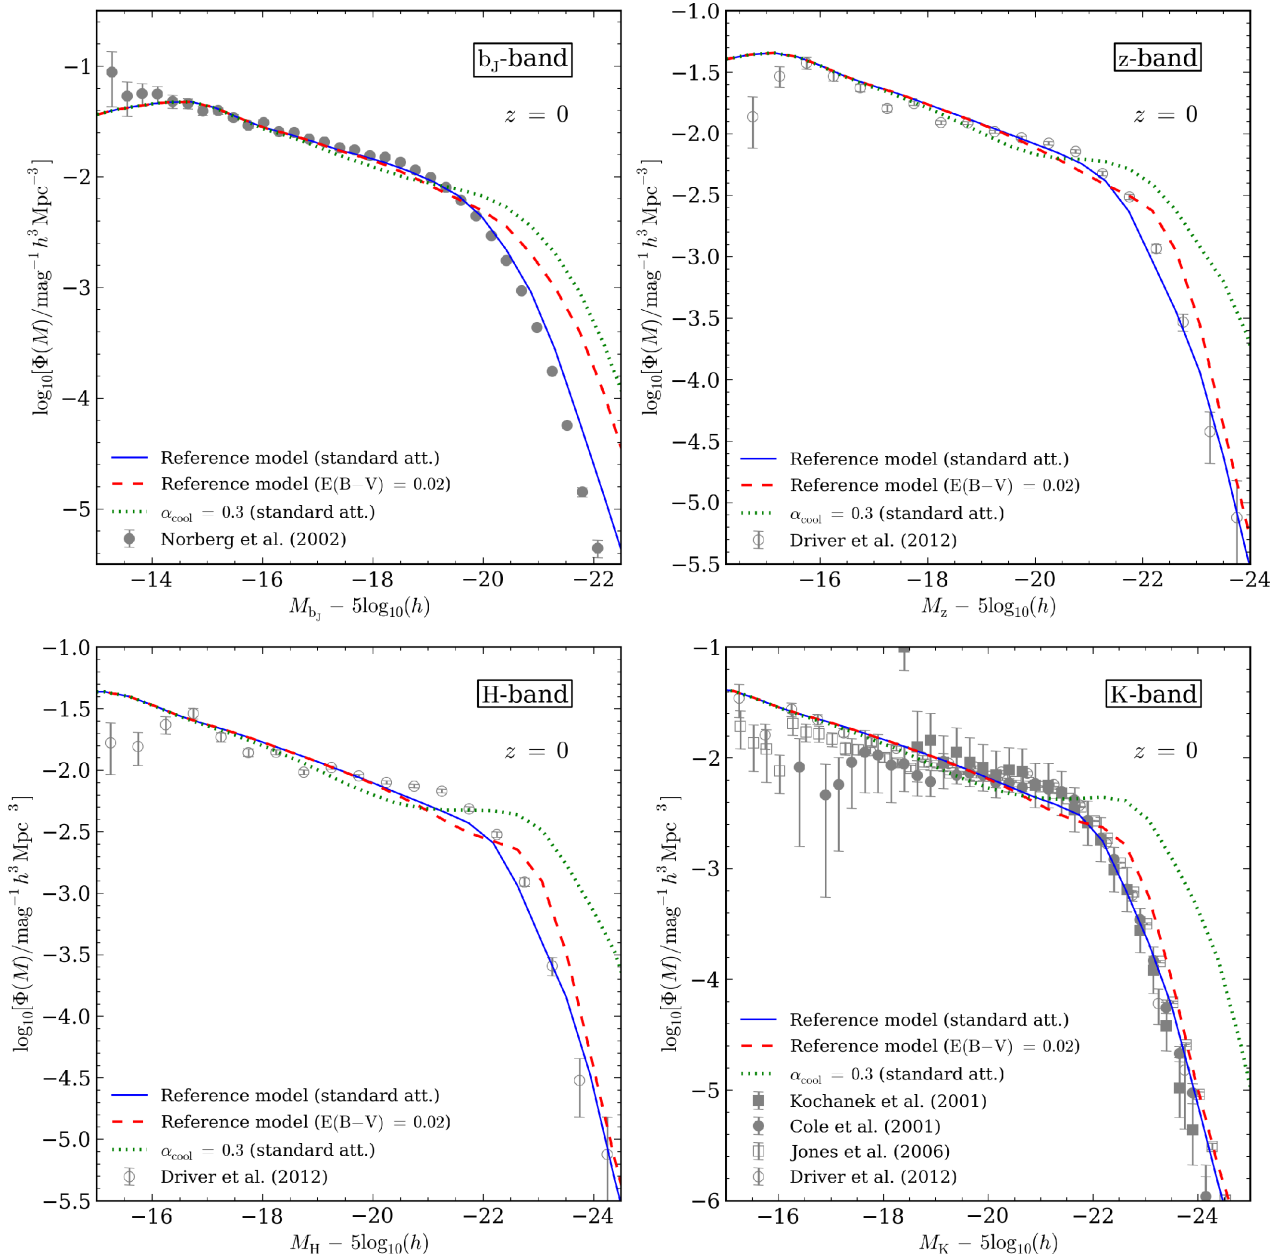 b_J-band
z = 0
−1
−2
−3
−4
−5
log₁₀[Φ(M)/mag⁻¹ h³ Mpc⁻³]
Reference model (standard att.)
Reference model (E(B−V) = 0.02)
α_cool = 0.3 (standard att.)
Norberg et al. (2002)
−14 −16 −18 −20 −22
M_bJ − 5log₁₀(h)
z-band
z = 0
−1.0
−1.5
−2.0
−2.5
−3.0
−3.5
−4.0
−4.5
−5.0
−5.5
log₁₀[Φ(M)/mag⁻¹ h³ Mpc⁻³]
Reference model (standard att.)
Reference model (E(B−V) = 0.02)
α_cool = 0.3 (standard att.)
Driver et al. (2012)
−16 −18 −20 −22 −24
M_z − 5log₁₀(h)
H-band
z = 0
−1.0
−1.5
−2.0
−2.5
−3.0
−3.5
−4.0
−4.5
−5.0
−5.5
log₁₀[Φ(M)/mag⁻¹ h³ Mpc ³]
Reference model (standard att.)
Reference model (E(B−V) = 0.02)
α_cool = 0.3 (standard att.)
Driver et al. (2012)
−16 −18 −20 −22 −24
M_H − 5log₁₀(h)
K-band
z = 0
−1
−2
−3
−4
−5
−6
log₁₀[Φ(M)/mag⁻¹ h³ Mpc⁻³]
Reference model (standard att.)
Reference model (E(B−V) = 0.02)
α_cool = 0.3 (standard att.)
Kochanek et al. (2001)
Cole et al. (2001)
Jones et al. (2006)
Driver et al. (2012)
−16 −18 −20 −22 −24
M_K − 5log₁₀(h)